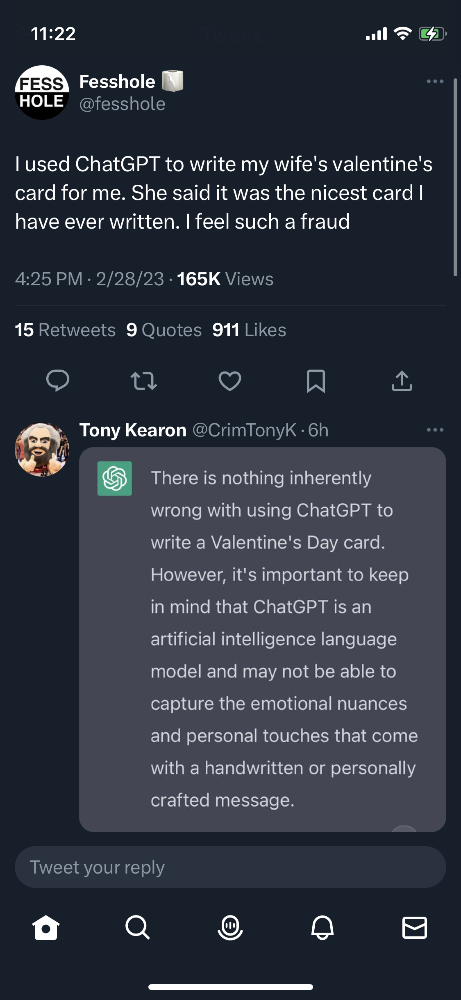 11:22
Tweet
FESS
HOLE
Fesshole
@fesshole
I used ChatGPT to write my wife's valentine's
card for me. She said it was the nicest card I
have ever written. I feel such a fraud
4:25 PM · 2/28/23 · 165K Views
15 Retweets 9 Quotes 911 Likes
Tony Kearon @CrimTonyK · 6h
99
There is nothing inherently
wrong with using ChatGPT to
write a Valentine's Day card.
However, it's important to keep
in mind that ChatGPT is an
artificial intelligence language
model and may not be able to
capture the emotional nuances
and personal touches that come
with a handwritten or personally
crafted message.
Tweet your reply